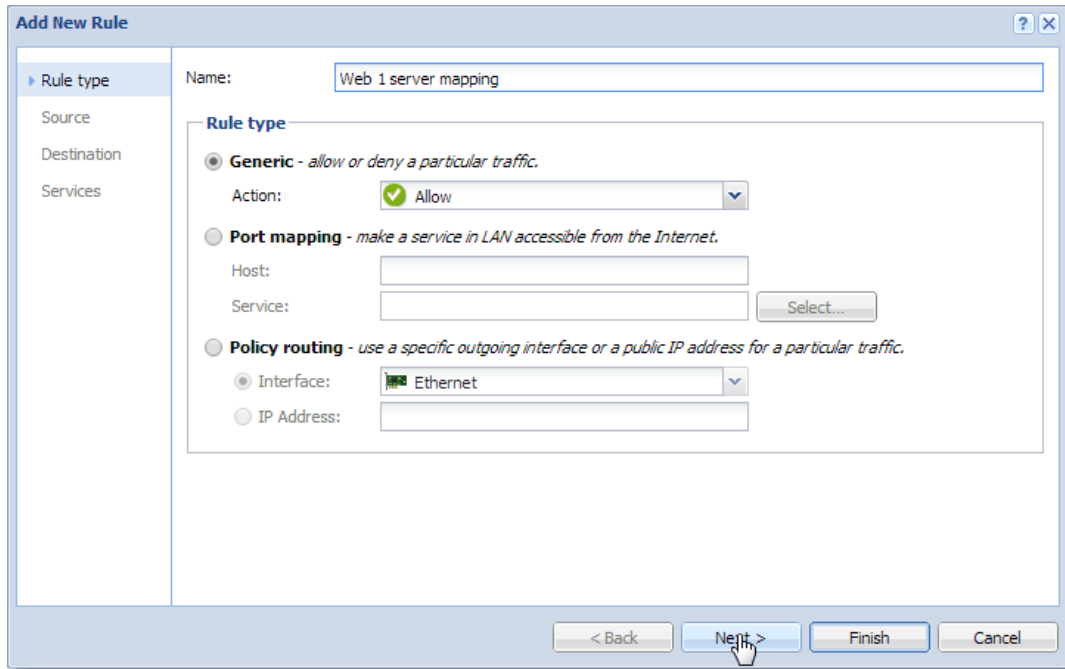 Add New Rule
?
Rule type
Source
Destination
Services
Name: Web 1 server mapping
Rule type
Generic - allow or deny a particular traffic.
Action: Allow
Port mapping - make a service in LAN accessible from the Internet.
Host:
Service: Select...
Policy routing - use a specific outgoing interface or a public IP address for a particular traffic.
Interface: Ethernet
IP Address:
< Back Next > Finish Cancel